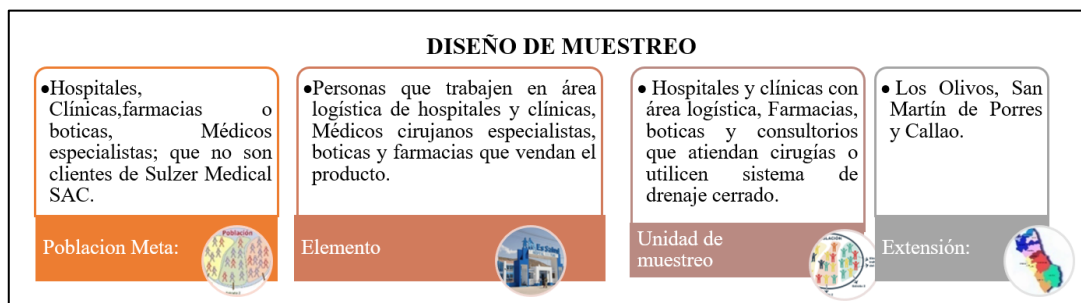 DISEÑO DE MUESTREO
•Hospitales,
Clínicas,farmacias o
boticas, Médicos
especialistas; que no son
clientes de Sulzer Medical
SAC.
Poblacion Meta:
•Personas que trabajen en área
logística de hospitales y clínicas,
Médicos cirujanos especialistas,
boticas y farmacias que vendan el
producto.
Elemento
• Hospitales y clínicas con
área logística, Farmacias,
boticas y consultorios
que atiendan cirugías o
utilicen sistema de
drenaje cerrado.
Unidad de
muestreo
• Los Olivos, San
Martín de Porres
y Callao.
Extensión:
Población
EsSalud